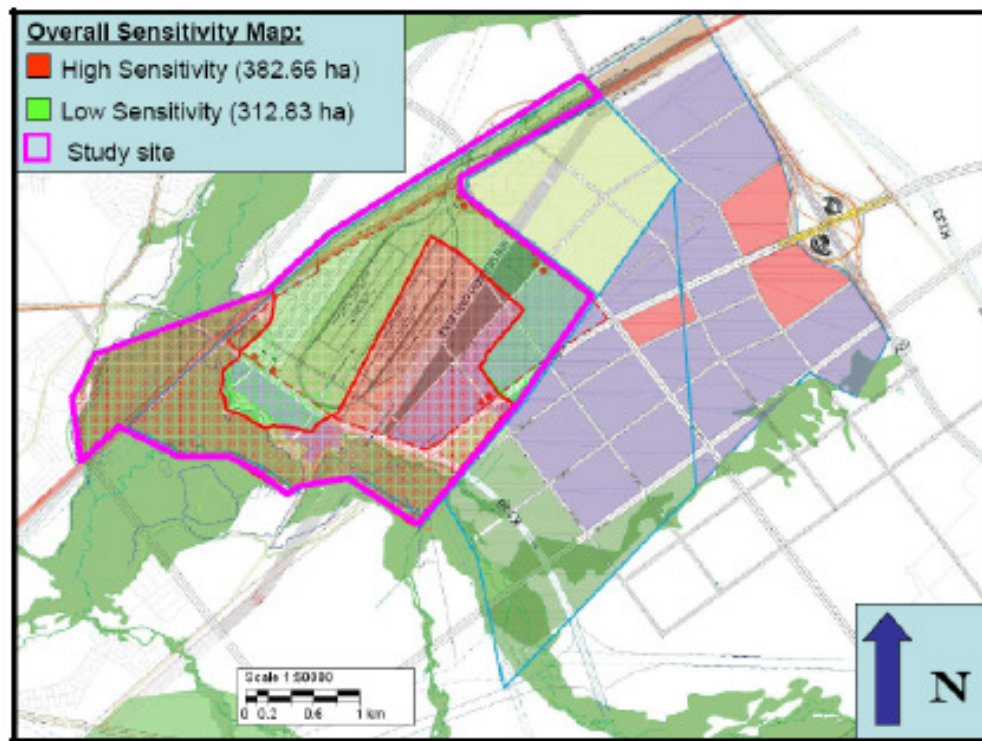 Overall Sensitivity Map:
High Sensitivity (382.66 ha)
Low Sensitivity (312.83 ha)
Study site
K133
Scale 1:50000
0 0.2 0.6 1 km
N